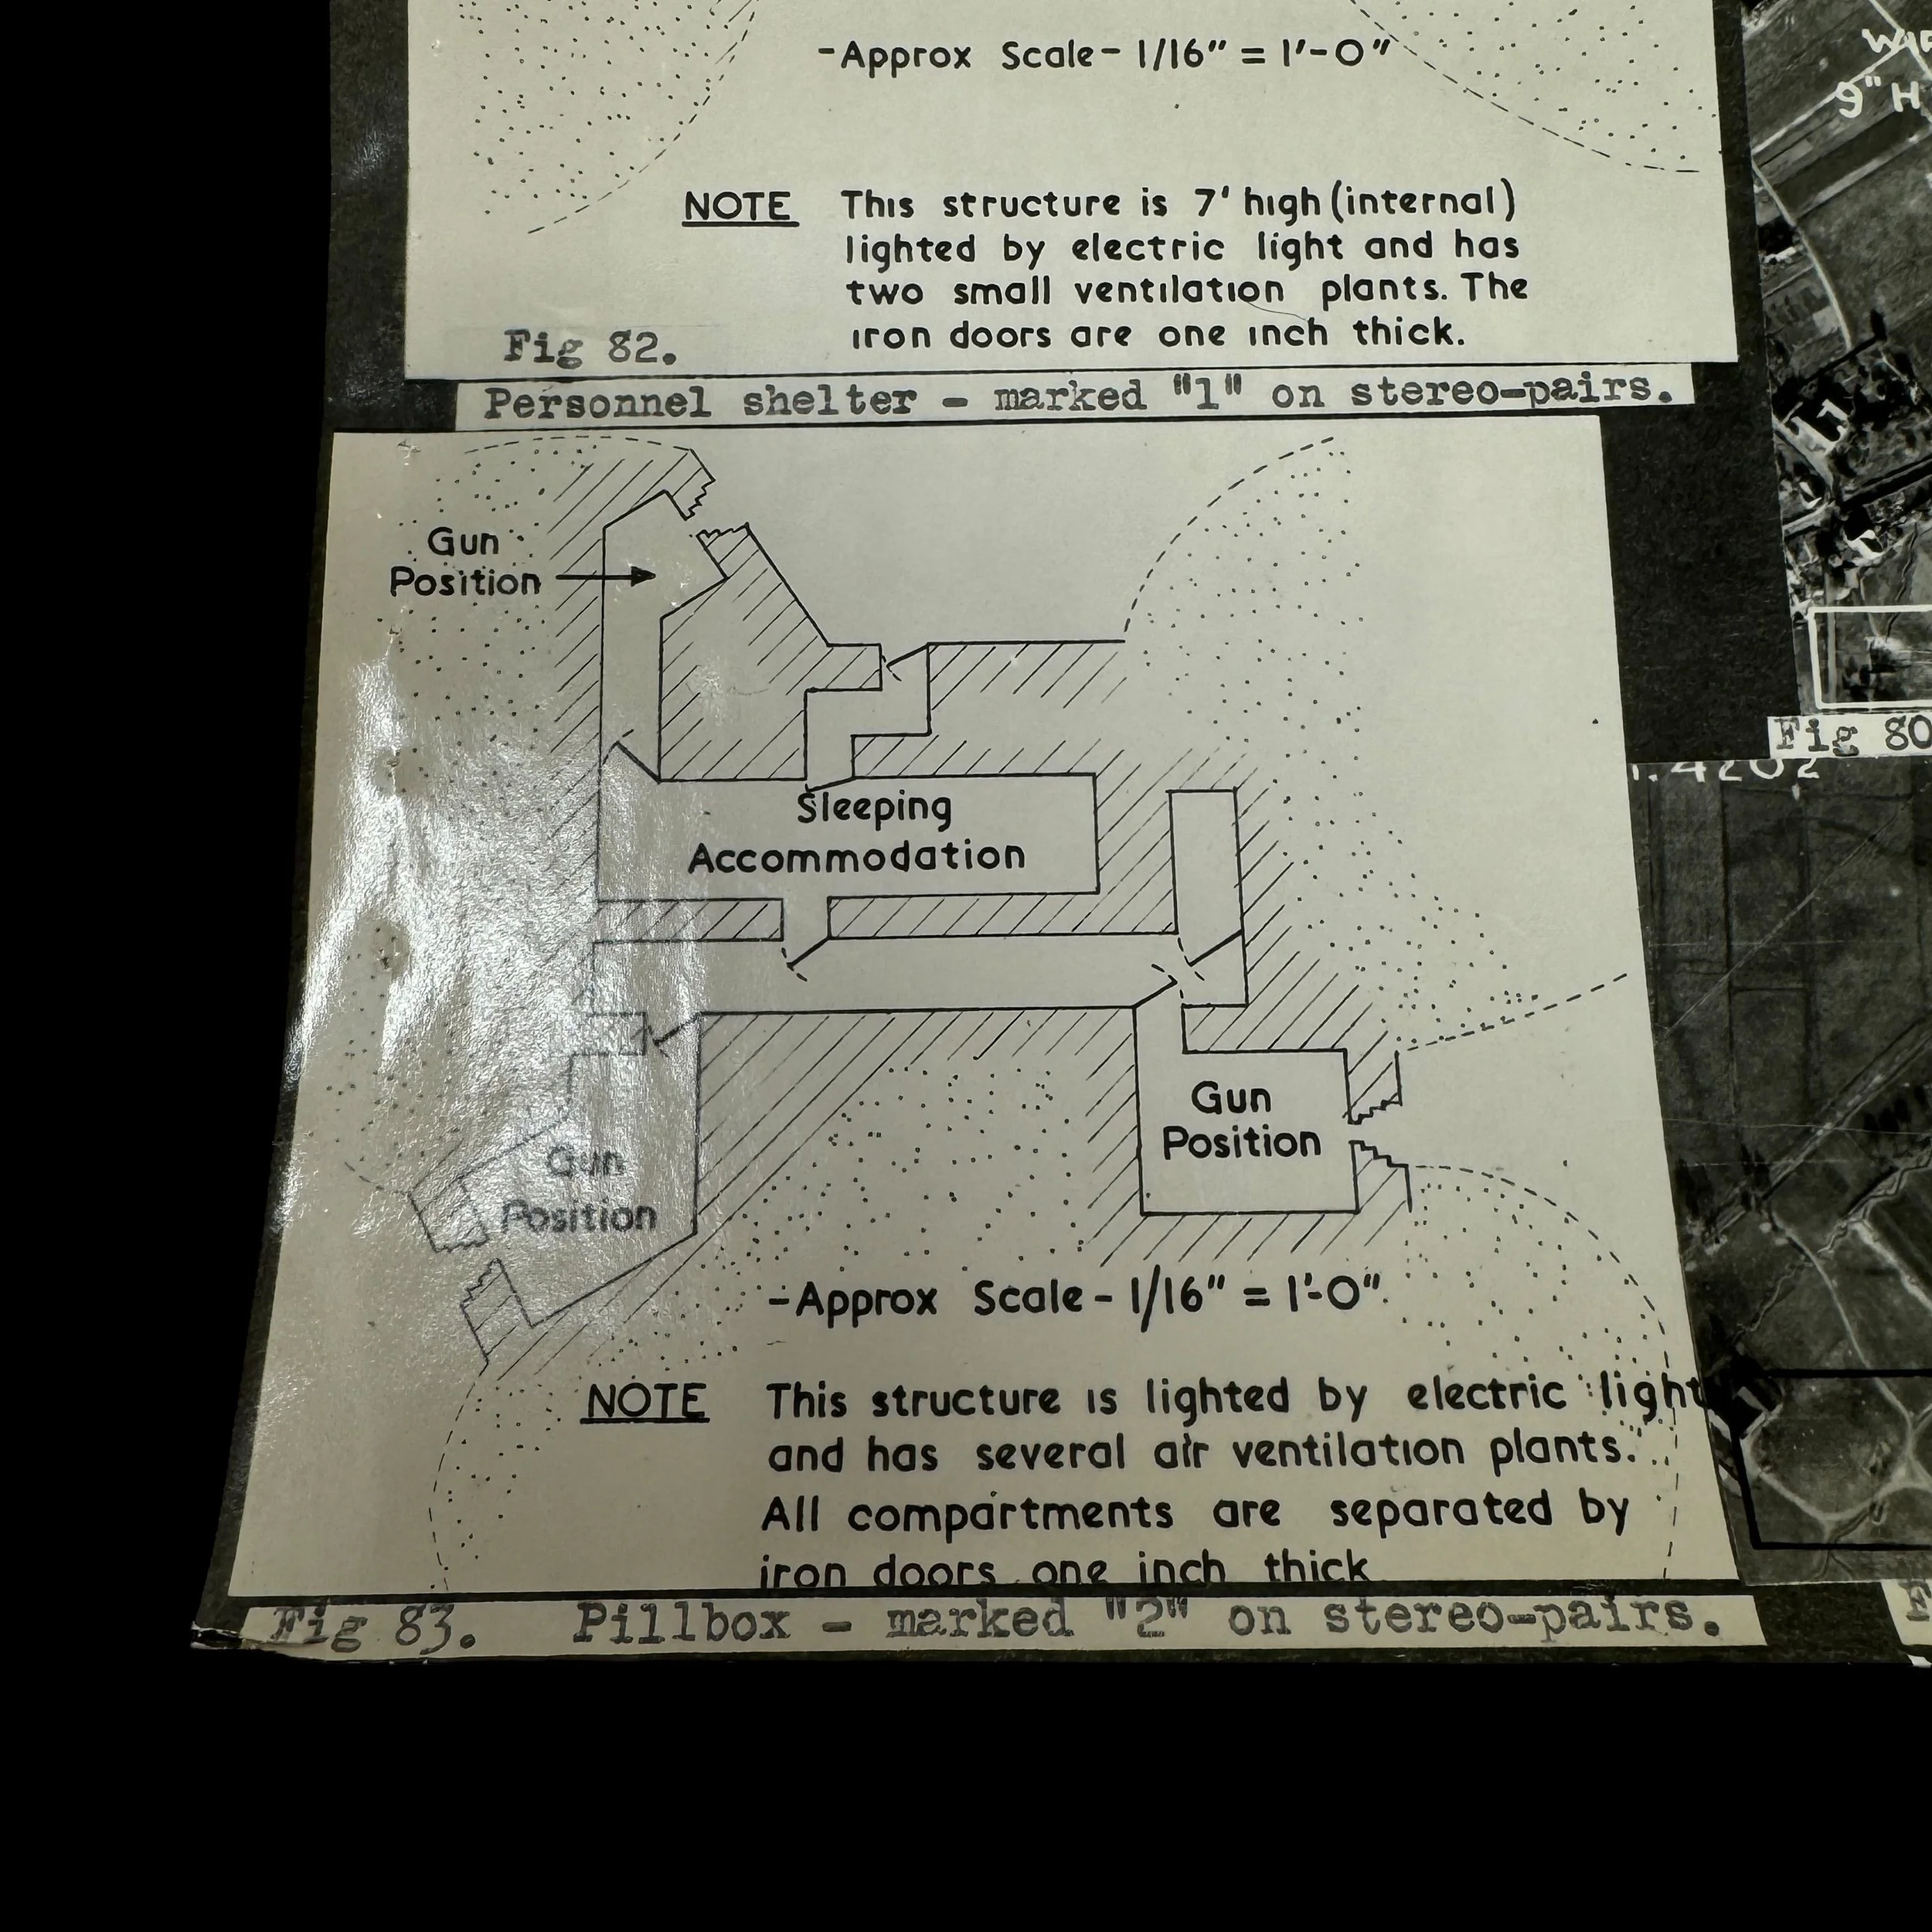 -Approx Scale- 1/16" = 1'-0"
NOTE This structure is 7' high (internal)
lighted by electric light and has
two small ventilation plants. The
iron doors are one inch thick.
Fig 82.
Personnel shelter - marked "1" on stereo-pairs.
Gun
Position
Sleeping
Accommodation
Gun
Position
Gun
Position
-Approx Scale- 1/16" = 1'-0"
NOTE This structure is lighted by electric light
and has several air ventilation plants.
All compartments are separated by
iron doors one inch thick
Fig 83. Pillbox - marked "2" on stereo-pairs.
9" H
Fig 80
4202